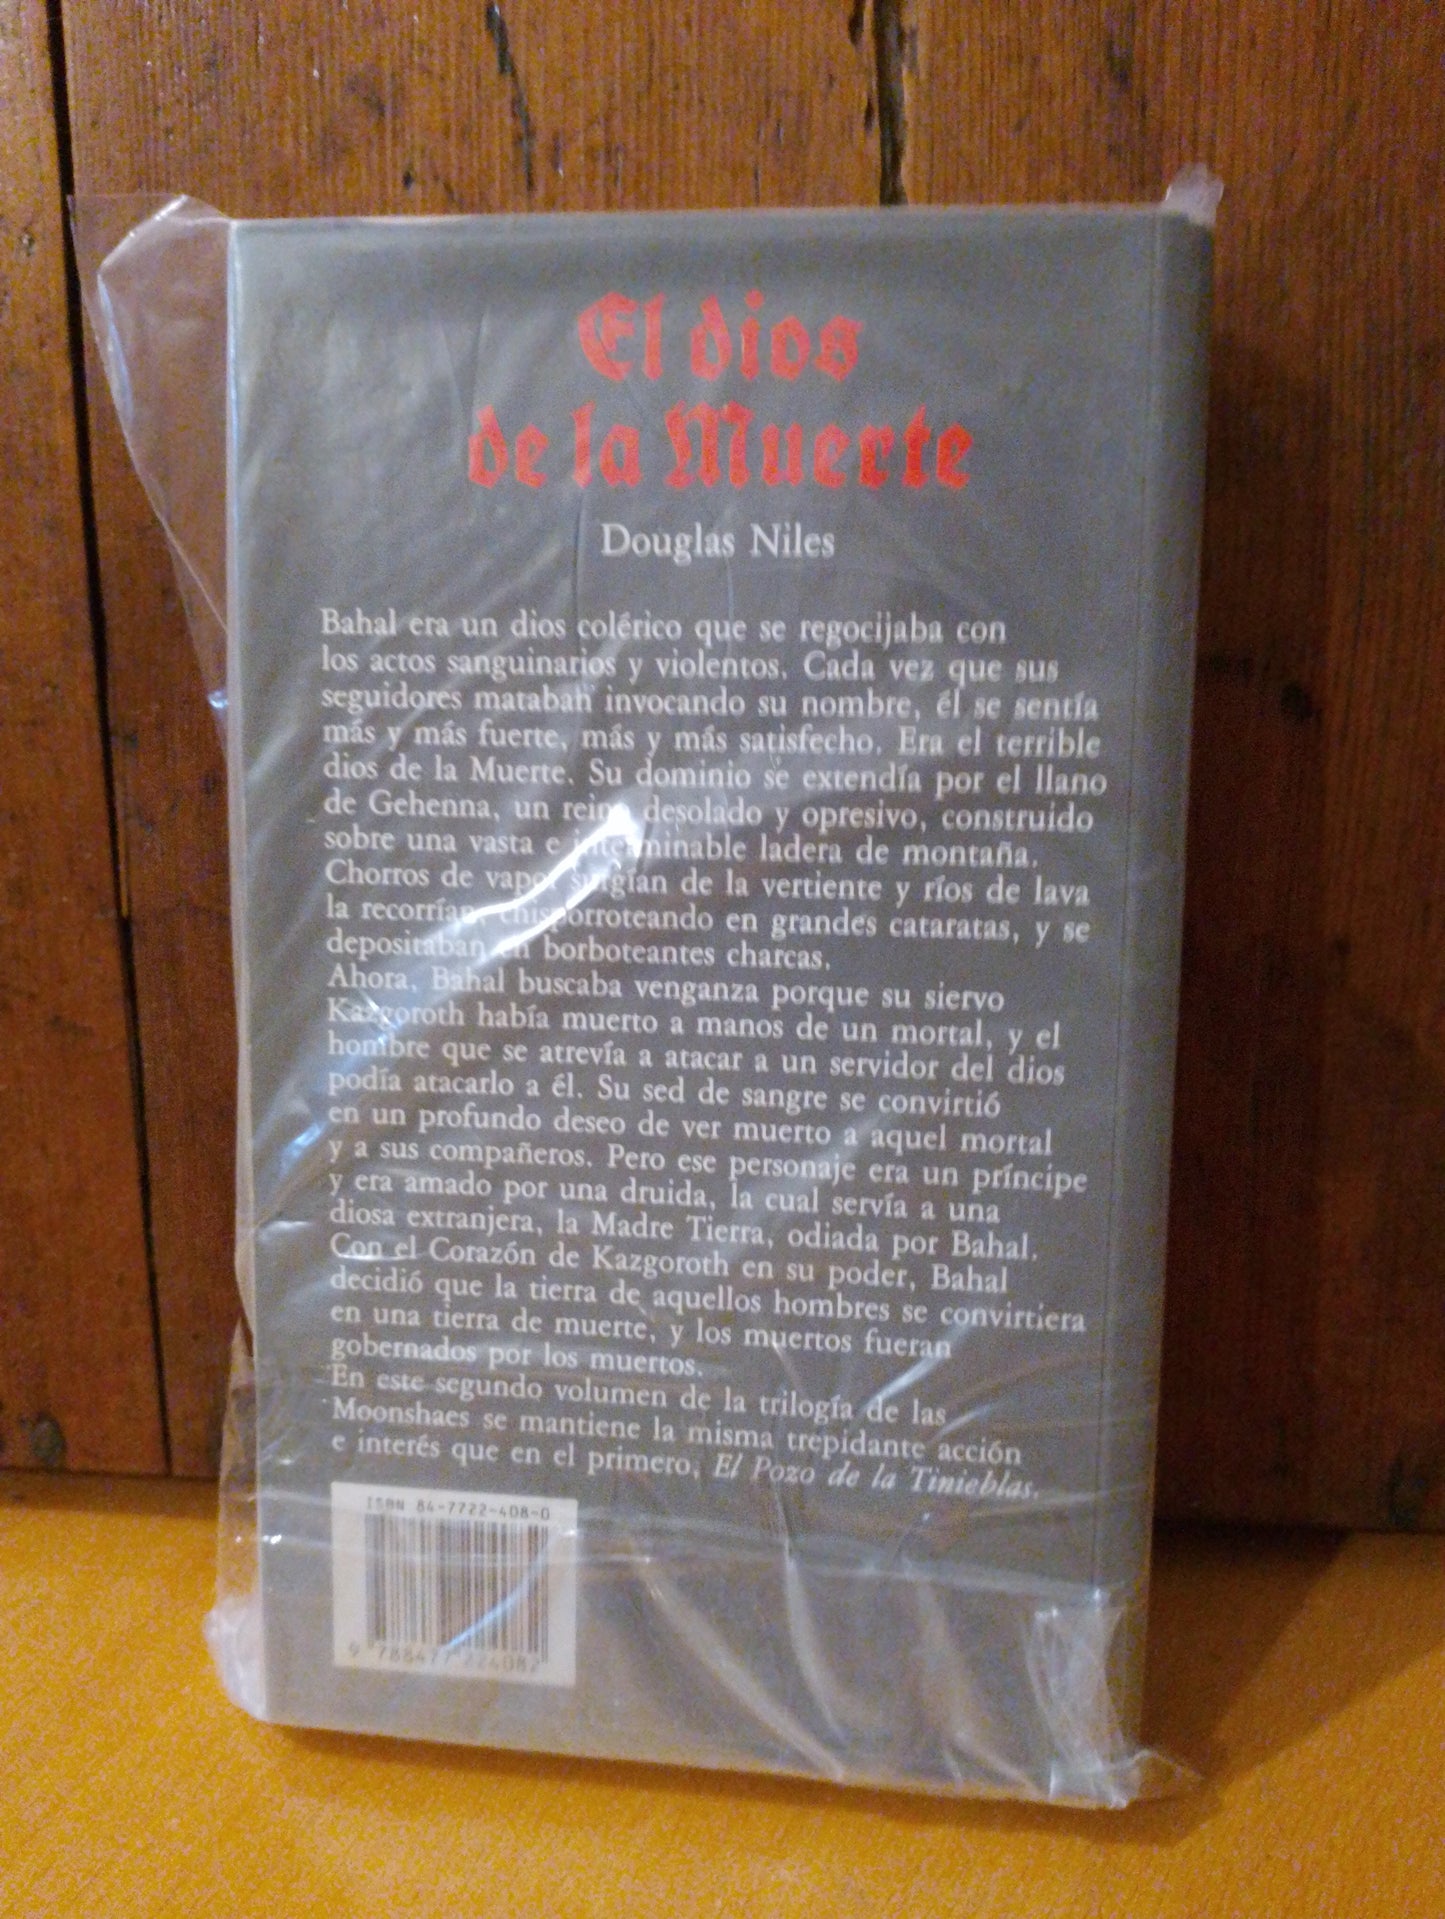 El dios
de la Muerte
Douglas Niles
Bahal era un dios colérico que se regocijaba con
los actos sanguinarios y violentos. Cada vez que sus
seguidores mataban invocando su nombre, él se sentía
más y más fuerte, más y más satisfecho. Era el terrible
dios de la Muerte. Su dominio se extendía por el llano
de Gehenna, un reino desolado y opresivo, construido
sobre una vasta e interminable ladera de montaña.
Chorros de vapor surgían de la vertiente y ríos de lava
la recorrían, chisporroteando en grandes cataratas, y se
depositaban en borboteantes charcas.
Ahora, Bahal buscaba venganza porque su siervo
Kazgoroth había muerto a manos de un mortal, y el
hombre que se atrevía a atacar a un servidor del dios
podía atacarlo a él. Su sed de sangre se convirtió
en un profundo deseo de ver muerto a aquel mortal
y a sus compañeros. Pero ese personaje era un príncipe
y era amado por una druida, la cual servía a una
diosa extranjera, la Madre Tierra, odiada por Bahal.
Con el Corazón de Kazgoroth en su poder, Bahal
decidió que la tierra de aquellos hombres se convirtiera
en una tierra de muerte, y los muertos fueran
gobernados por los muertos.
En este segundo volumen de la trilogía de las
Moonshaes se mantiene la misma trepidante acción
e interés que en el primero, El Pozo de la Tinieblas.
ISBN 84-7722-408-0
9 788477 224082